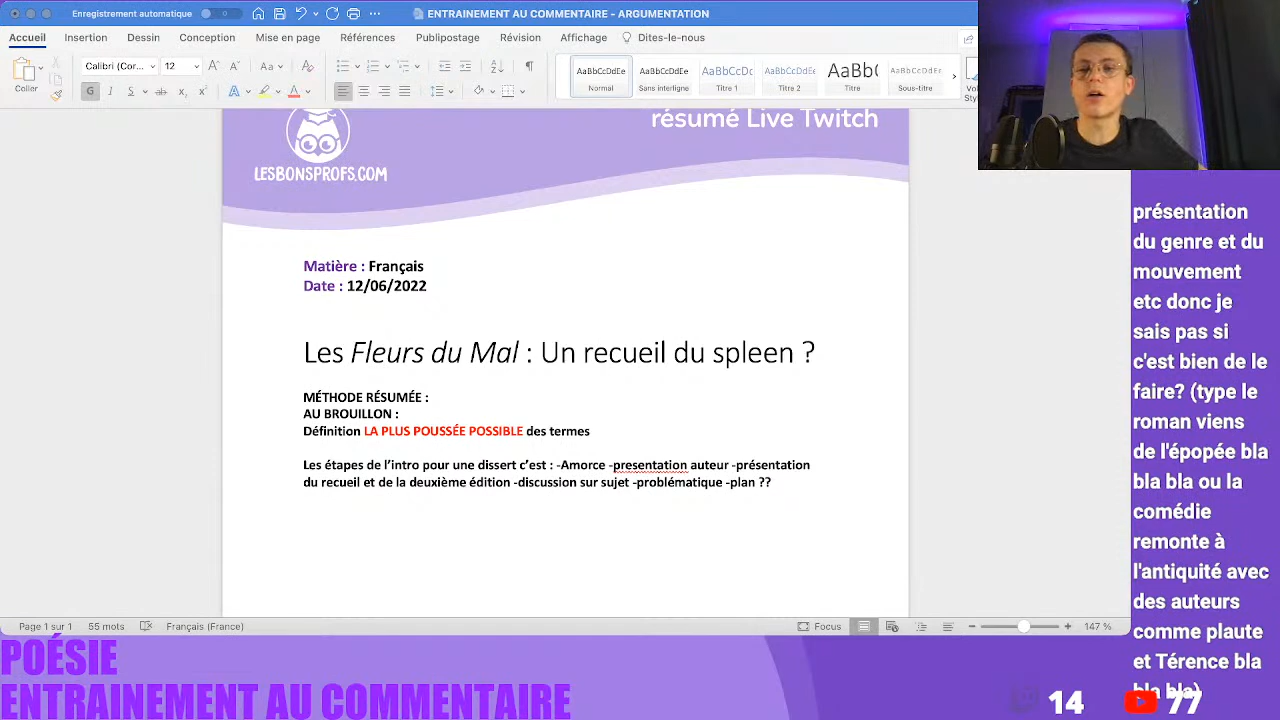 Enregistrement automatique
ENTRAINEMENT AU COMMENTAIRE - ARGUMENTATION
Accueil Insertion Dessin Conception Mise en page Références Publipostage Révision Affichage Dites-le-nous
Coller
Calibri (Cor... 12
G I S ab x₂ x²
AaBbCcDdEe AaBbCcDdEe AaBbCcDc AaBbCcDdEe AaBb( AaBbCcDdEe
Normal Sans interligne Titre 1 Titre 2 Titre Sous-titre
résumé Live Twitch
LESBONSPROFS.COM
Matière : Français
Date : 12/06/2022
Les Fleurs du Mal : Un recueil du spleen ?
MÉTHODE RÉSUMÉE :
AU BROUILLON :
Définition LA PLUS POUSSÉE POSSIBLE des termes
Les étapes de l’intro pour une dissert c’est : -Amorce -presentation auteur -présentation
du recueil et de la deuxième édition -discussion sur sujet -problématique -plan ??
Page 1 sur 1 55 mots Français (France) Focus 147 %
présentation
du genre et du
mouvement
etc donc je
sais pas si
c'est bien de le
faire? (type le
roman viens
de l'épopée bla
bla bla ou la
comédie
remonte à
l'antiquité avec
des auteurs
comme plaute
et Térence bla
bla bla)
POÉSIE
ENTRAINEMENT AU COMMENTAIRE
14 77